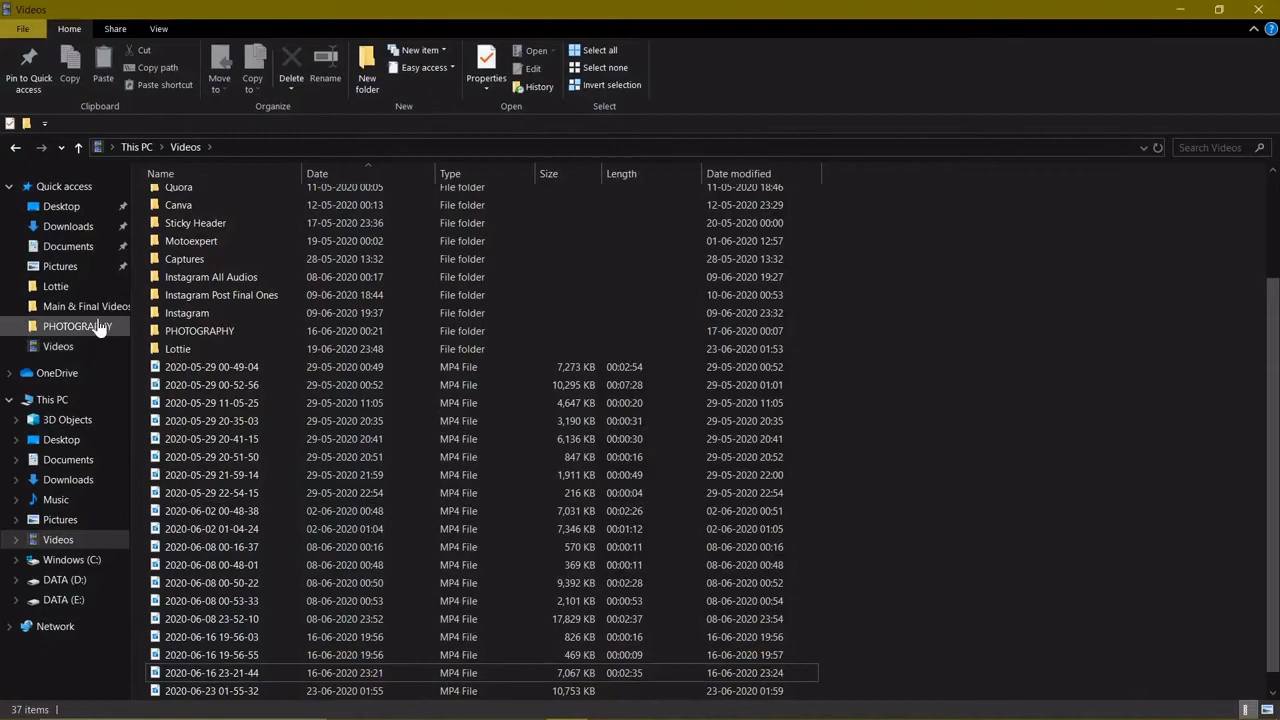 Videos
File Home Share View
Pin to Quick access
Copy
Paste
Cut
Copy path
Paste shortcut
Clipboard
Move to
Copy to
Delete
Rename
Organize
New folder
New item
Easy access
New
Properties
Open
Edit
History
Open
Select all
Select none
Invert selection
Select
This PC Videos
Search Videos
Quick access
Desktop
Downloads
Documents
Pictures
Lottie
Main & Final Videos
PHOTOGRAPHY
Videos
OneDrive
This PC
3D Objects
Desktop
Documents
Downloads
Music
Pictures
Videos
Windows (C:)
DATA (D:)
DATA (E:)
Network
Name Date Type Size Length Date modified
Quora 11-05-2020 00:05 File folder 11-05-2020 18:46
Canva 12-05-2020 00:13 File folder 12-05-2020 23:29
Sticky Header 17-05-2020 23:36 File folder 20-05-2020 00:00
Motoexpert 19-05-2020 00:02 File folder 01-06-2020 12:57
Captures 28-05-2020 13:32 File folder 28-05-2020 13:32
Instagram All Audios 08-06-2020 00:17 File folder 09-06-2020 19:27
Instagram Post Final Ones 09-06-2020 18:44 File folder 10-06-2020 00:53
Instagram 09-06-2020 19:37 File folder 09-06-2020 23:32
PHOTOGRAPHY 16-06-2020 00:21 File folder 17-06-2020 00:07
Lottie 19-06-2020 23:48 File folder 23-06-2020 01:53
2020-05-29 00-49-04 29-05-2020 00:49 MP4 File 7,273 KB 00:02:54 29-05-2020 00:52
2020-05-29 00-52-56 29-05-2020 00:52 MP4 File 10,295 KB 00:07:28 29-05-2020 01:01
2020-05-29 11-05-25 29-05-2020 11:05 MP4 File 4,647 KB 00:00:20 29-05-2020 11:05
2020-05-29 20-35-03 29-05-2020 20:35 MP4 File 3,190 KB 00:00:31 29-05-2020 20:35
2020-05-29 20-41-15 29-05-2020 20:41 MP4 File 6,136 KB 00:00:30 29-05-2020 20:41
2020-05-29 20-51-50 29-05-2020 20:51 MP4 File 847 KB 00:00:16 29-05-2020 20:52
2020-05-29 21-59-14 29-05-2020 21:59 MP4 File 1,911 KB 00:00:49 29-05-2020 22:00
2020-05-29 22-54-15 29-05-2020 22:54 MP4 File 216 KB 00:00:04 29-05-2020 22:54
2020-06-02 00-48-38 02-06-2020 00:48 MP4 File 7,031 KB 00:02:26 02-06-2020 00:51
2020-06-02 01-04-24 02-06-2020 01:04 MP4 File 7,346 KB 00:01:12 02-06-2020 01:05
2020-06-08 00-16-37 08-06-2020 00:16 MP4 File 570 KB 00:00:11 08-06-2020 00:16
2020-06-08 00-48-01 08-06-2020 00:48 MP4 File 369 KB 00:00:11 08-06-2020 00:48
2020-06-08 00-50-22 08-06-2020 00:50 MP4 File 9,392 KB 00:02:28 08-06-2020 00:52
2020-06-08 00-53-33 08-06-2020 00:53 MP4 File 2,101 KB 00:00:53 08-06-2020 00:54
2020-06-08 23-52-10 08-06-2020 23:52 MP4 File 17,829 KB 00:02:37 08-06-2020 23:54
2020-06-16 19-56-03 16-06-2020 19:56 MP4 File 826 KB 00:00:16 16-06-2020 19:56
2020-06-16 19-56-55 16-06-2020 19:56 MP4 File 469 KB 00:00:09 16-06-2020 19:57
2020-06-16 23-21-44 16-06-2020 23:21 MP4 File 7,067 KB 00:02:35 16-06-2020 23:24
2020-06-23 01-55-32 23-06-2020 01:55 MP4 File 10,753 KB 23-06-2020 01:59
37 items